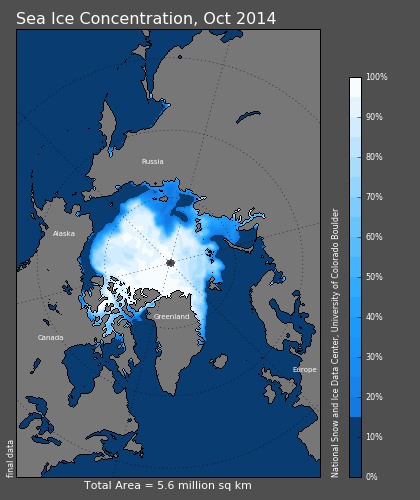 Sea Ice Concentration, Oct 2014
100%
90%
80%
70%
60%
50%
40%
30%
20%
10%
0%
Russia
Alaska
Greenland
Canada
Europe
National Snow and Ice Data Center, University of Colorado Boulder
final data
Total Area = 5.6 million sq km